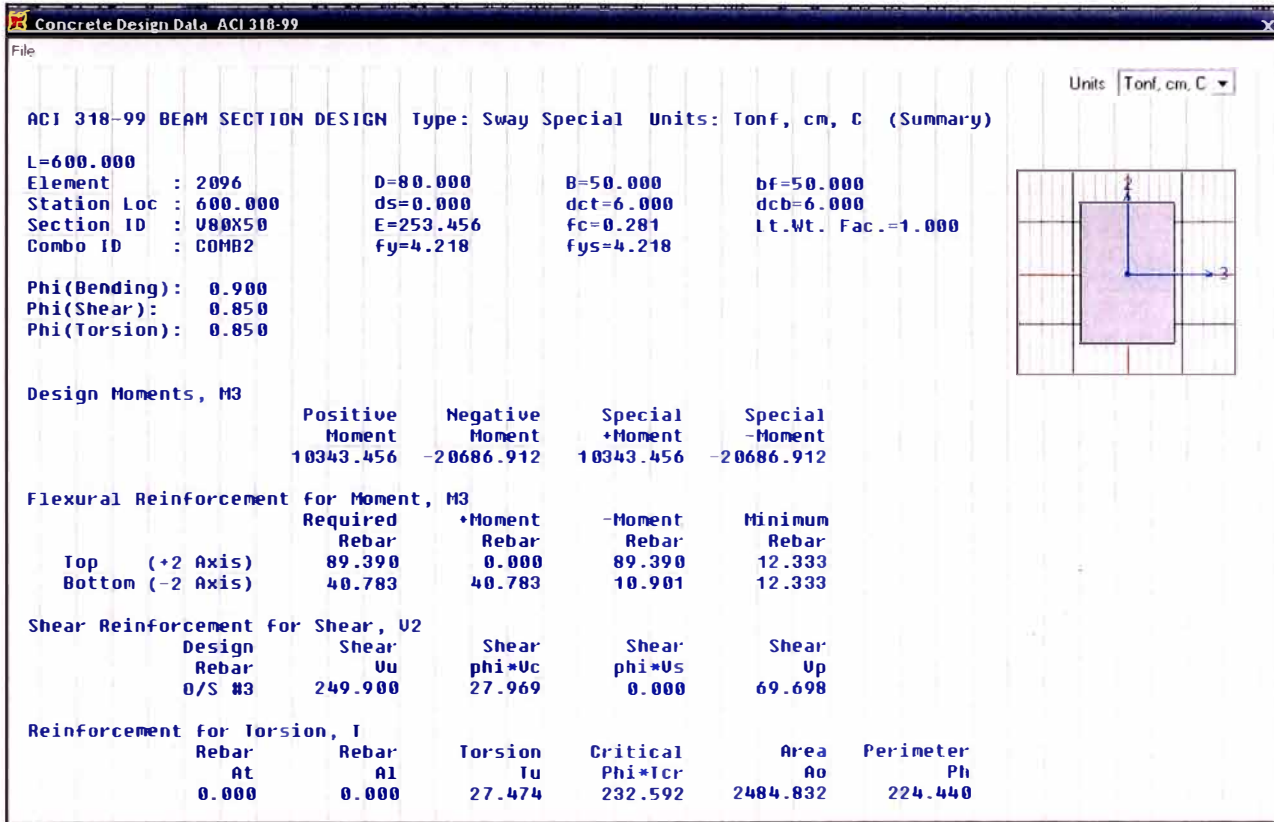 Concrete Design Data ACI 318-99
File
Units Tonf, cm, C
ACI 318-99 BEAM SECTION DESIGN Type: Sway Special Units: Tonf, cm, C (Summary)
L=600.000
Element : 2096 D=80.000 B=50.000 bf=50.000
Station Loc : 600.000 ds=0.000 dct=6.000 dcb=6.000
Section ID : V80X50 E=253.456 fc=0.281 Lt.Wt. Fac.=1.000
Combo ID : COMB2 fy=4.218 fys=4.218
Phi(Bending): 0.900
Phi(Shear): 0.850
Phi(Torsion): 0.850
2
3
Design Moments, M3
Positive Negative Special Special
Moment Moment +Moment -Moment
10343.456 -20686.912 10343.456 -20686.912
Flexural Reinforcement for Moment, M3
Required +Moment -Moment Minimum
Rebar Rebar Rebar Rebar
Top (+2 Axis) 89.390 0.000 89.390 12.333
Bottom (-2 Axis) 40.783 40.783 10.901 12.333
Shear Reinforcement for Shear, V2
Design Shear Shear Shear Shear
Rebar Vu phi*Vc phi*Vs Vp
O/S #3 249.900 27.969 0.000 69.698
Reinforcement for Torsion, T
Rebar Rebar Torsion Critical Area Perimeter
At Al Tu Phi*Tcr Ao Ph
0.000 0.000 27.474 232.592 2484.832 224.440